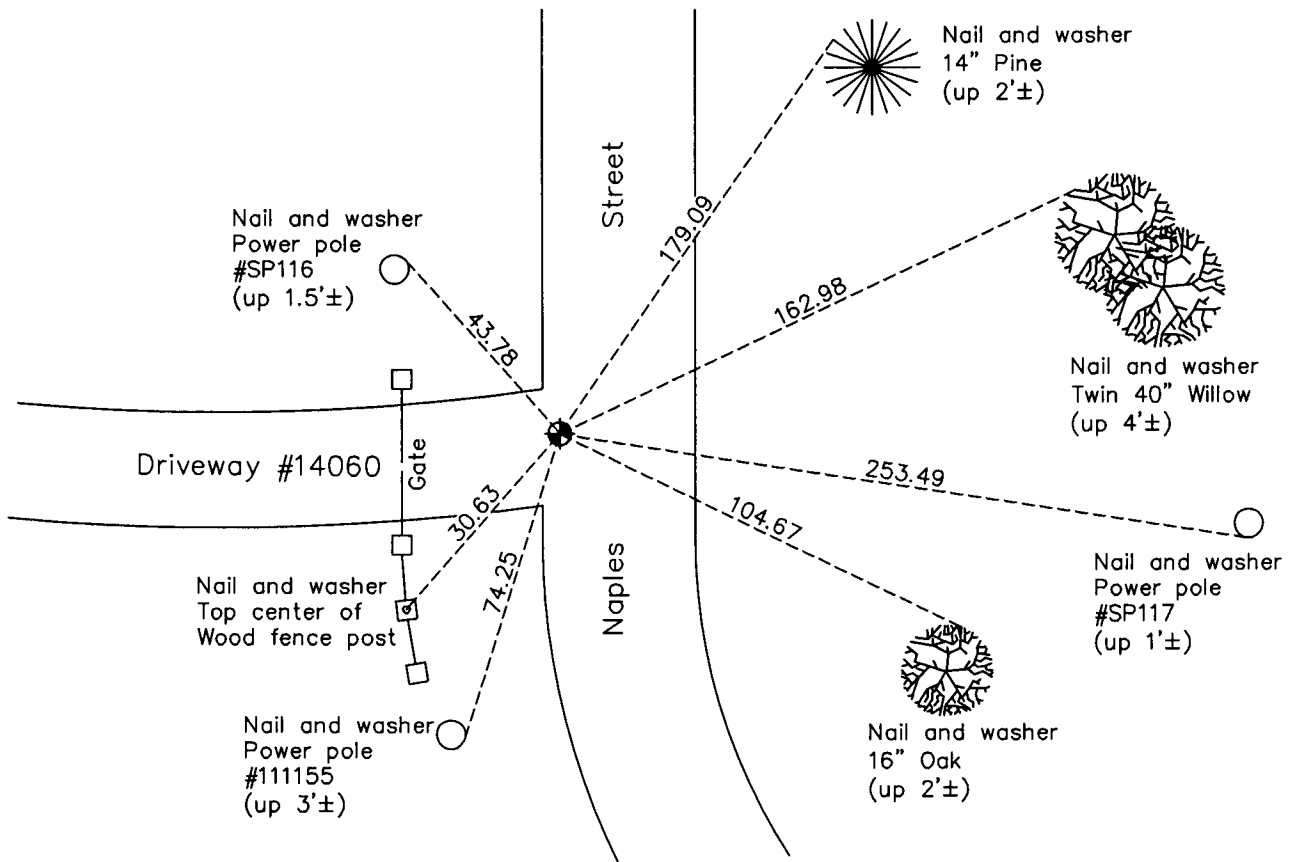 Nail and washer
14" Pine
(up 2'±)
Street
179.09
Nail and washer
Power pole
#SP116
(up 1.5'±)
43.78
162.98
Nail and washer
Twin 40" Willow
(up 4'±)
Driveway #14060
Gate
253.49
30.63
104.67
74.25
Naples
Nail and washer
Power pole
#SP117
(up 1'±)
Nail and washer
Top center of
Wood fence post
Nail and washer
Power pole
#111155
(up 3'±)
Nail and washer
16" Oak
(up 2'±)